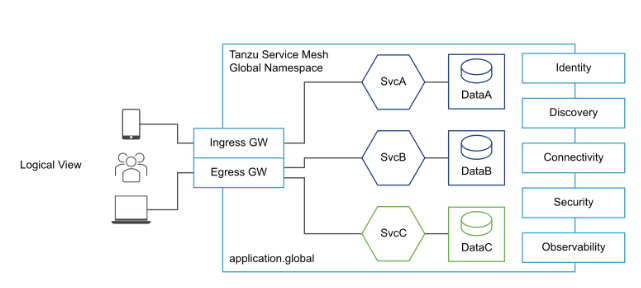 Tanzu Service Mesh
Global Namespace
Identity
SvcA
DataA
Discovery
Ingress GW
Connectivity
Logical View
Egress GW
SvcB
DataB
Security
SvcC
DataC
Observability
application.global